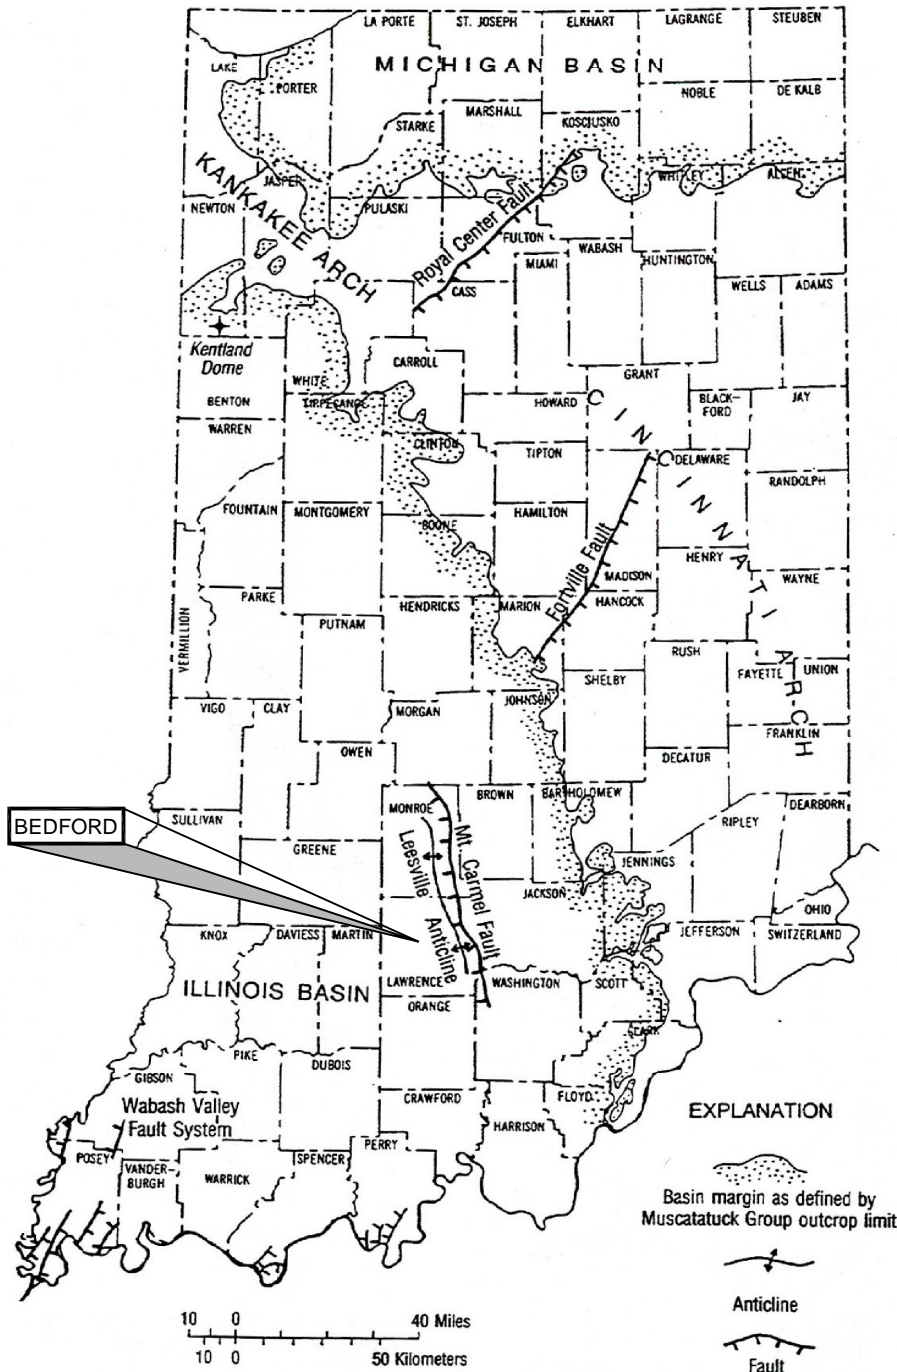 LA PORTE
ST. JOSEPH
ELKHART
LAGRANGE
STEUBEN
MICHIGAN BASIN
LAKE
PORTER
NOBLE
DE KALB
MARSHALL
STARKE
KOSCIUSKO
KANKAKEE ARCH
JASPER
WHITLEY
ALLEN
NEWTON
PULASKI
Royal Center Fault
FULTON
WABASH
HUNTINGTON
MIAMI
CASS
WELLS
ADAMS
Kentland
Dome
CARROLL
WHITE
GRANT
BENTON
TIPPECANOE
HOWARD
BLACK-
FORD
JAY
CINCINNATI ARCH
WARREN
CLINTON
TIPTON
DELAWARE
RANDOLPH
FOUNTAIN
MONTGOMERY
BOONE
HAMILTON
Fortville Fault
HENRY
MADISON
WAYNE
PARKE
HENDRICKS
MARION
HANCOCK
PUTNAM
VERMILLION
RUSH
SHELBY
FAYETTE
UNION
VIGO
CLAY
MORGAN
JOHNSON
FRANKLIN
OWEN
DECATUR
BROWN
BARTHOLOMEW
MONROE
DEARBORN
SULLIVAN
RIPLEY
BEDFORD
GREENE
Leesville Anticline
Mt. Carmel Fault
JENNINGS
JACKSON
OHIO
KNOX
DAVIESS
MARTIN
JEFFERSON
SWITZERLAND
LAWRENCE
WASHINGTON
SCOTT
ILLINOIS BASIN
ORANGE
CLARK
PIKE
DUBOIS
GIBSON
CRAWFORD
FLOYD
Wabash Valley
Fault System
HARRISON
POSEY
VANDER-
BURGH
WARRICK
SPENCER
PERRY
EXPLANATION
Basin margin as defined by
Muscatatuck Group outcrop limit
Anticline
Fault
10 0 40 Miles
10 0 50 Kilometers